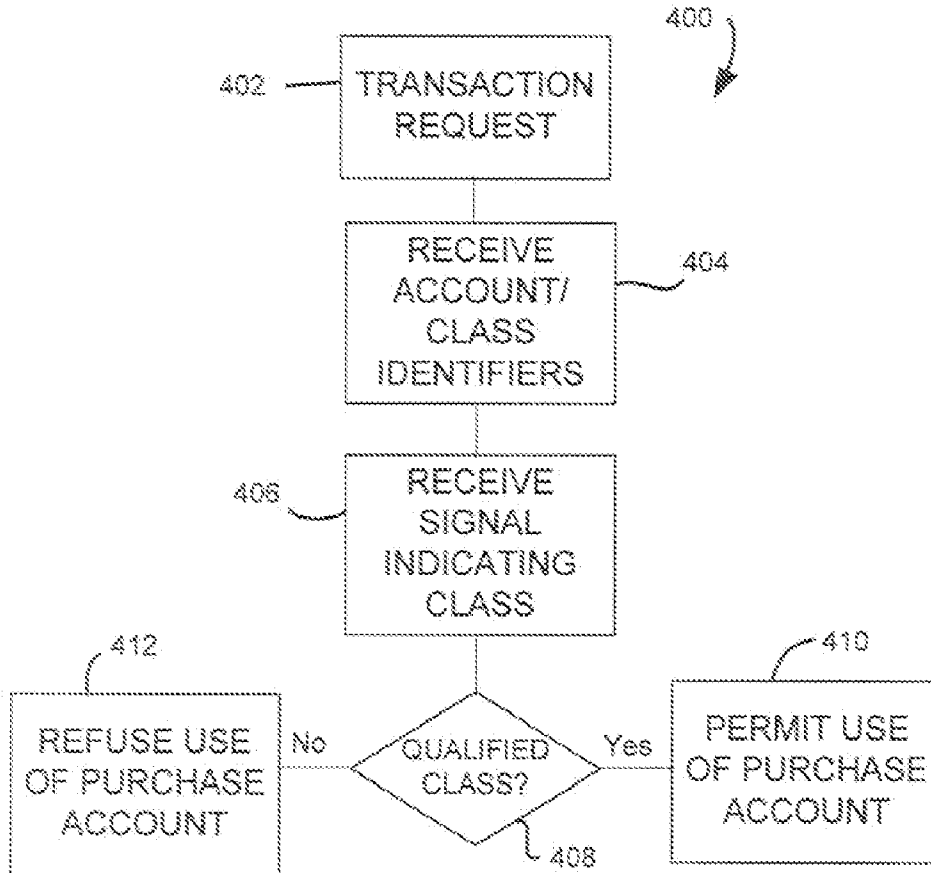 400
402
TRANSACTION
REQUEST
RECEIVE
ACCOUNT/
CLASS
IDENTIFIERS
404
406
RECEIVE
SIGNAL
INDICATING
CLASS
412
410
REFUSE USE
OF PURCHASE
ACCOUNT
No
QUALIFIED
CLASS?
Yes
PERMIT USE
OF PURCHASE
ACCOUNT
408